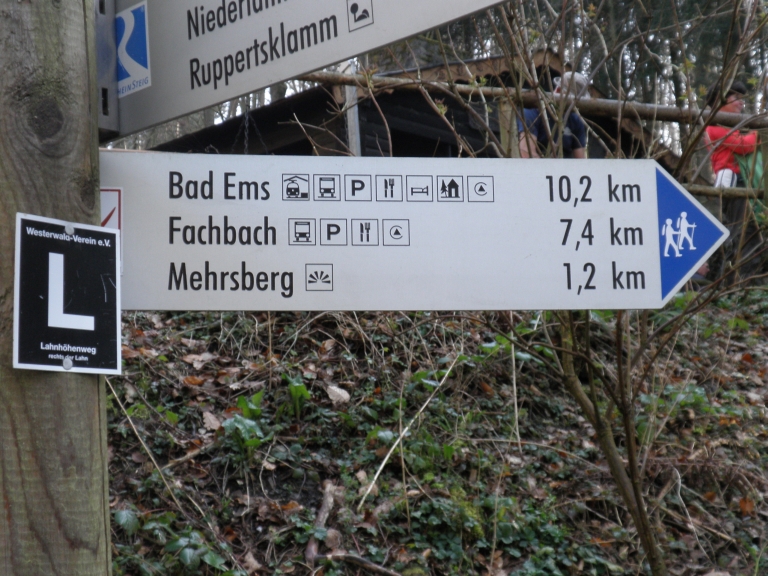 Ruppertsklamm
Bad Ems P 10,2 km
Fachbach P 7,4 km
Mehrsberg 1,2 km
Westerwald-Verein e.V.
L
Lahnhöhenweg
rechts der Lahn